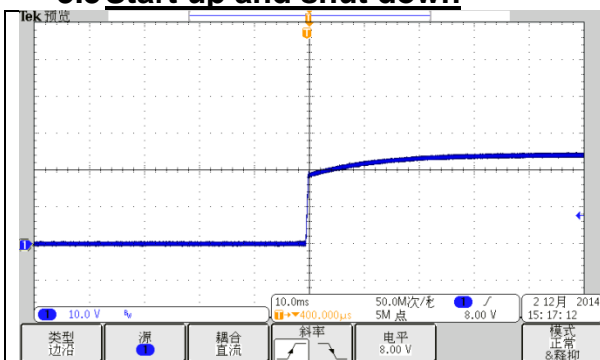 Start up and shut down
Tek 预览
1 10.0 V
10.0ms
T→▼400.000μs
50.0M次/秒
5M 点
1
8.00 V
2 12月 2014
15:17:12
类型
边沿
源
1
耦合
直流
斜率
电平
8.00 V
模式
正常
&释抑